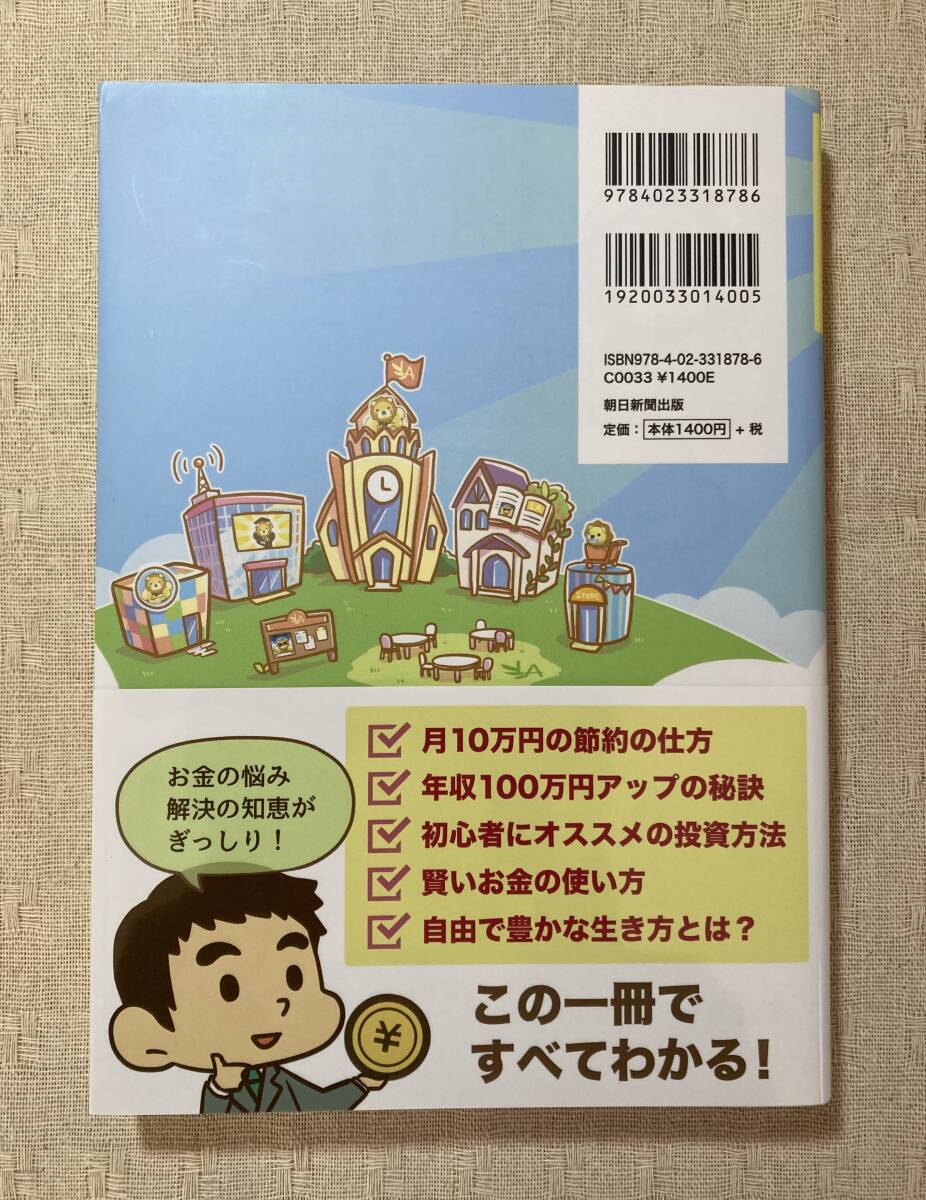 9784023318786
1920033014005
ISBN978-4-02-331878-6
C0033 ¥1400E
朝日新聞出版
定価：本体1400円＋税
A
L
STORE
A
A
お金の悩み
解決の知恵が
ぎっしり！
月10万円の節約の仕方
年収100万円アップの秘訣
初心者にオススメの投資方法
賢いお金の使い方
自由で豊かな生き方とは？
この一冊で
すべてわかる！